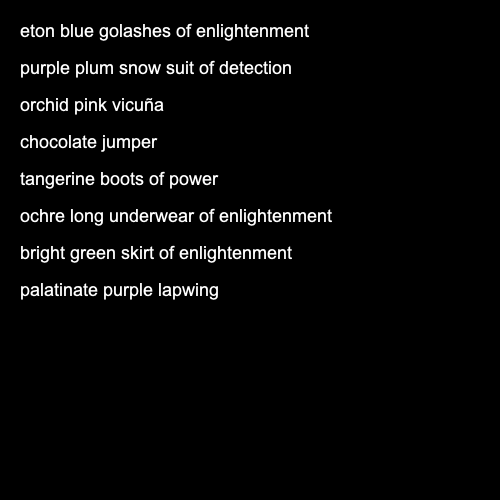 eton blue golashes of enlightenment
purple plum snow suit of detection
orchid pink vicuña
chocolate jumper
tangerine boots of power
ochre long underwear of enlightenment
bright green skirt of enlightenment
palatinate purple lapwing